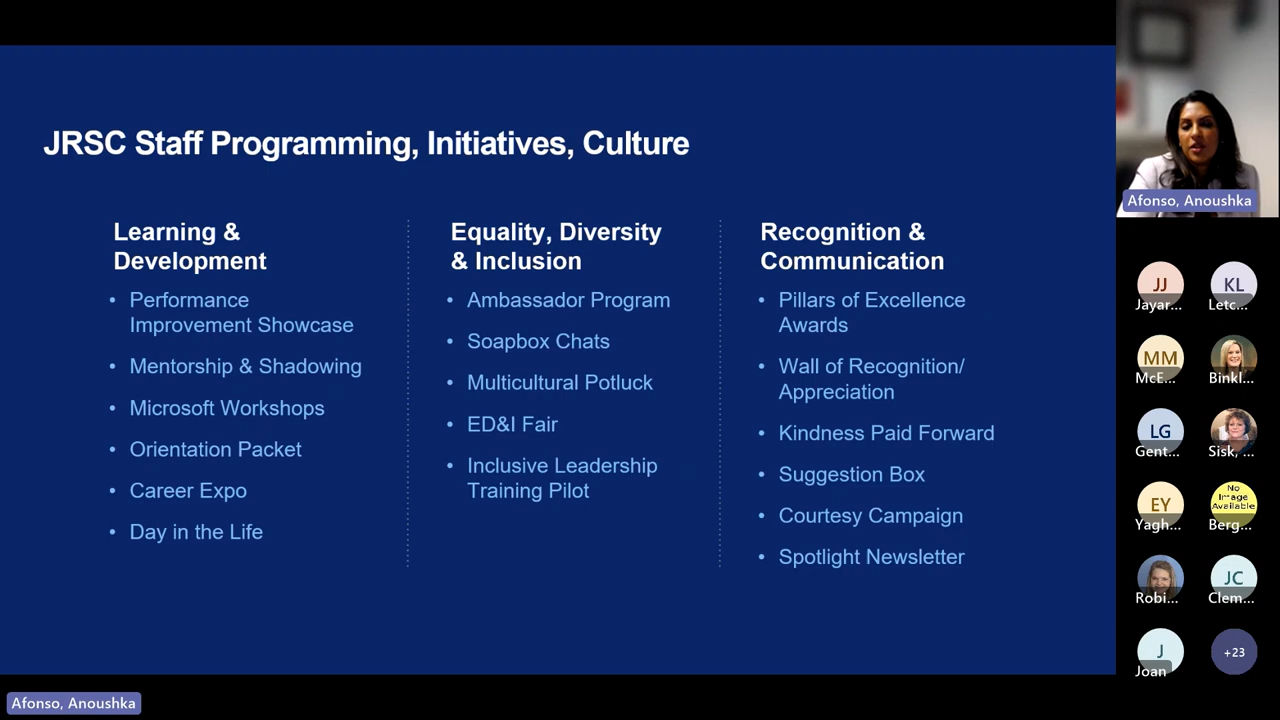 JRSC Staff Programming, Initiatives, Culture
Learning &
Development
• Performance
Improvement Showcase
• Mentorship & Shadowing
• Microsoft Workshops
• Orientation Packet
• Career Expo
• Day in the Life
Equality, Diversity
& Inclusion
• Ambassador Program
• Soapbox Chats
• Multicultural Potluck
• ED&I Fair
• Inclusive Leadership
Training Pilot
Recognition &
Communication
• Pillars of Excellence
Awards
• Wall of Recognition/
Appreciation
• Kindness Paid Forward
• Suggestion Box
• Courtesy Campaign
• Spotlight Newsletter
Afonso, Anoushka
JJ
Jayar...
KL
Letc...
MM
McE...
Binkl...
LG
Gent...
Sisk, ...
EY
Yagh...
No
Image
Available
Berg...
Robi...
JC
Clem...
J
Joan
+23
Afonso, Anoushka